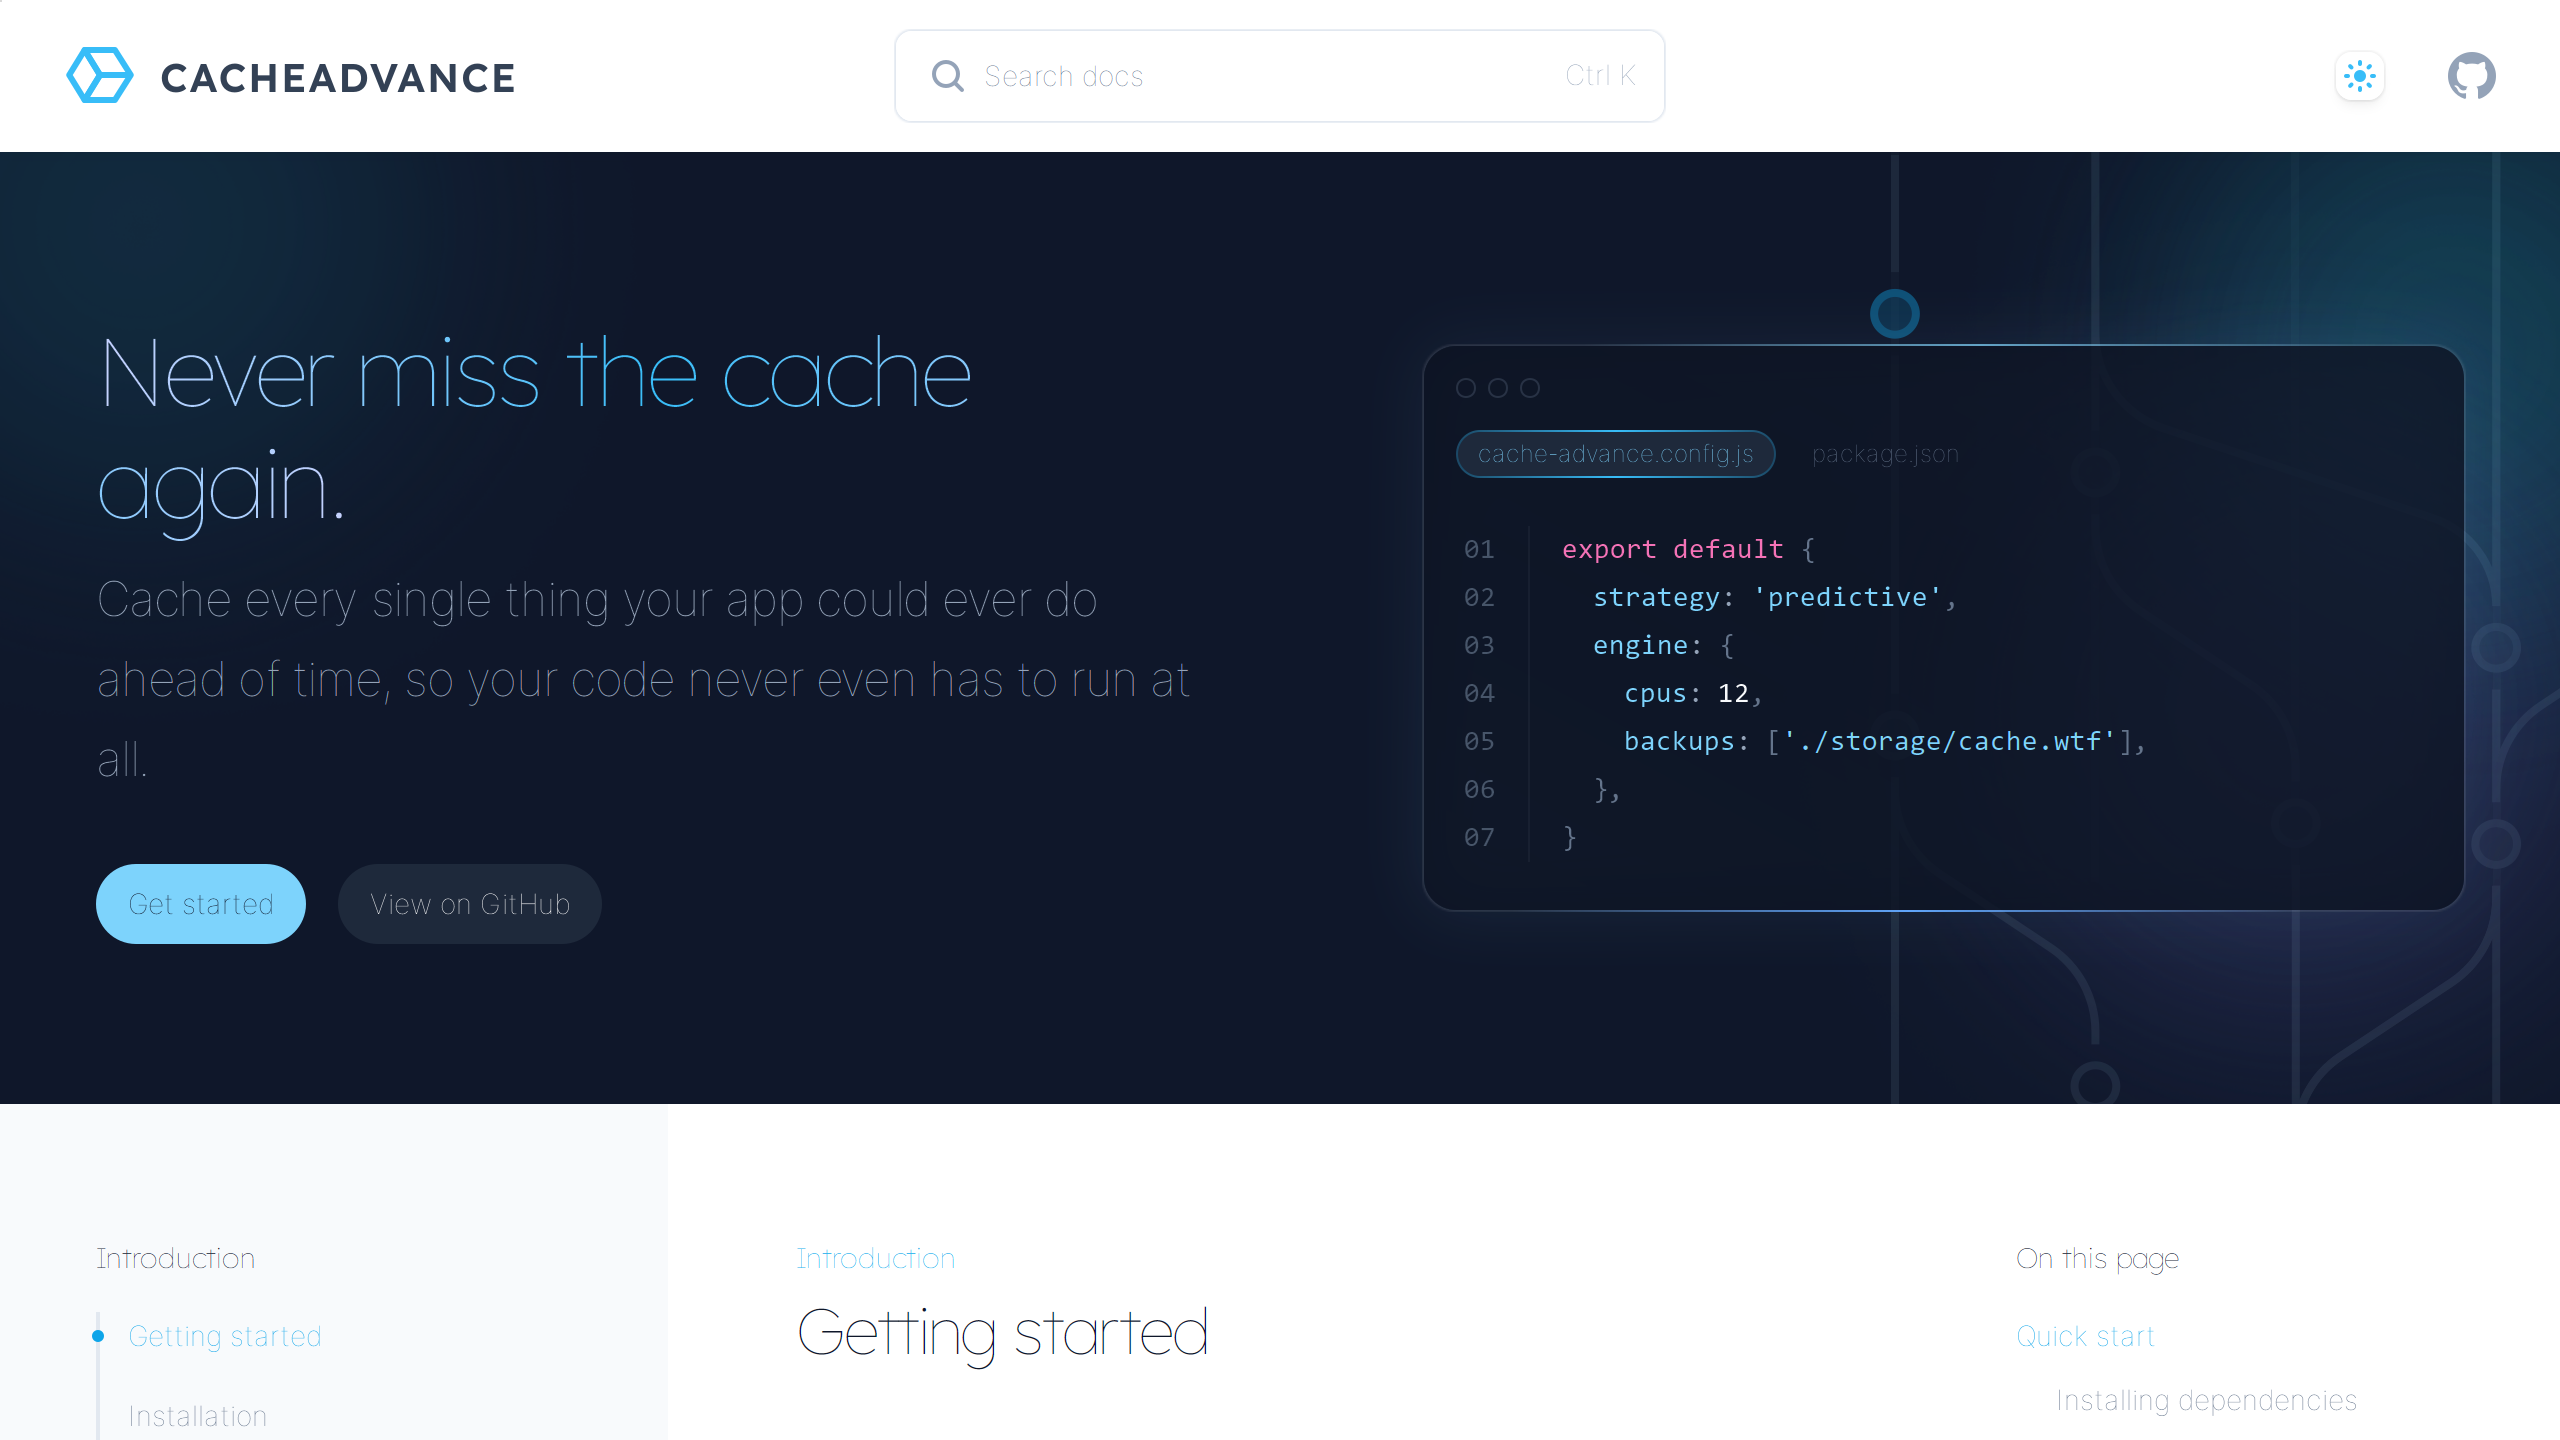 CACHEADVANCE
Search docs
Ctrl K
Never miss the cache
again.
Cache every single thing your app could ever do
ahead of time, so your code never even has to run at
all.
Get started
View on GitHub
cache-advance.config.js
package.json
01 export default {
02 strategy: 'predictive',
03 engine: {
04 cpus: 12,
05 backups: ['./storage/cache.wtf'],
06 },
07 }
Introduction
Getting started
Installation
Introduction
Getting started
On this page
Quick start
Installing dependencies